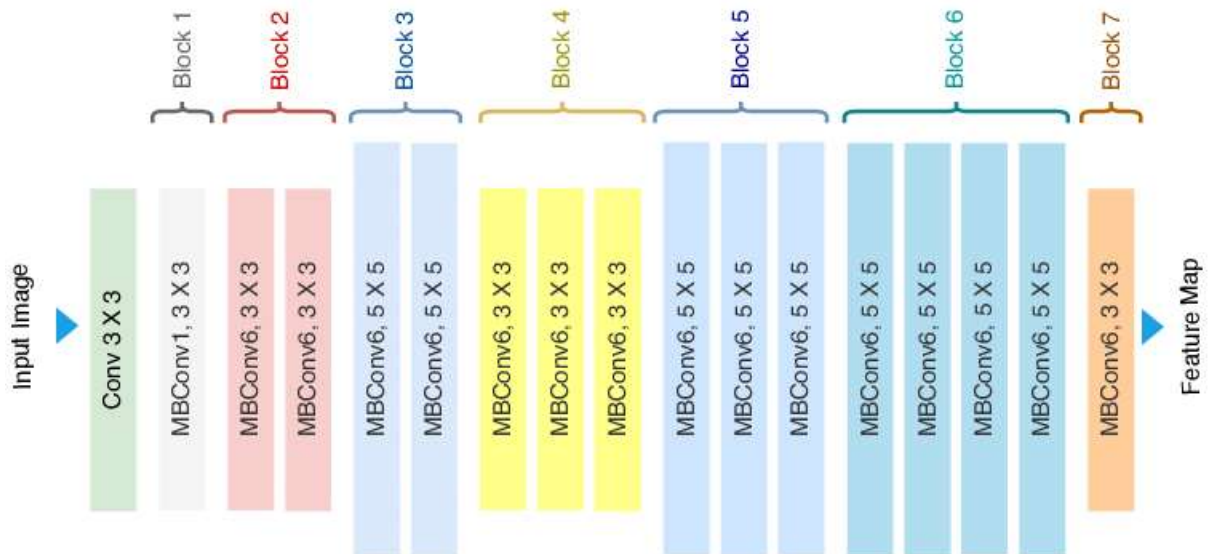 Input Image
Conv 3 X 3
MBConv1, 3 X 3
Block 1
MBConv6, 3 X 3
MBConv6, 3 X 3
Block 2
MBConv6, 5 X 5
MBConv6, 5 X 5
Block 3
MBConv6, 3 X 3
MBConv6, 3 X 3
MBConv6, 3 X 3
Block 4
MBConv6, 5 X 5
MBConv6, 5 X 5
MBConv6, 5 X 5
Block 5
MBConv6, 5 X 5
MBConv6, 5 X 5
MBConv6, 5 X 5
MBConv6, 5 X 5
Block 6
MBConv6, 3 X 3
Block 7
Feature Map